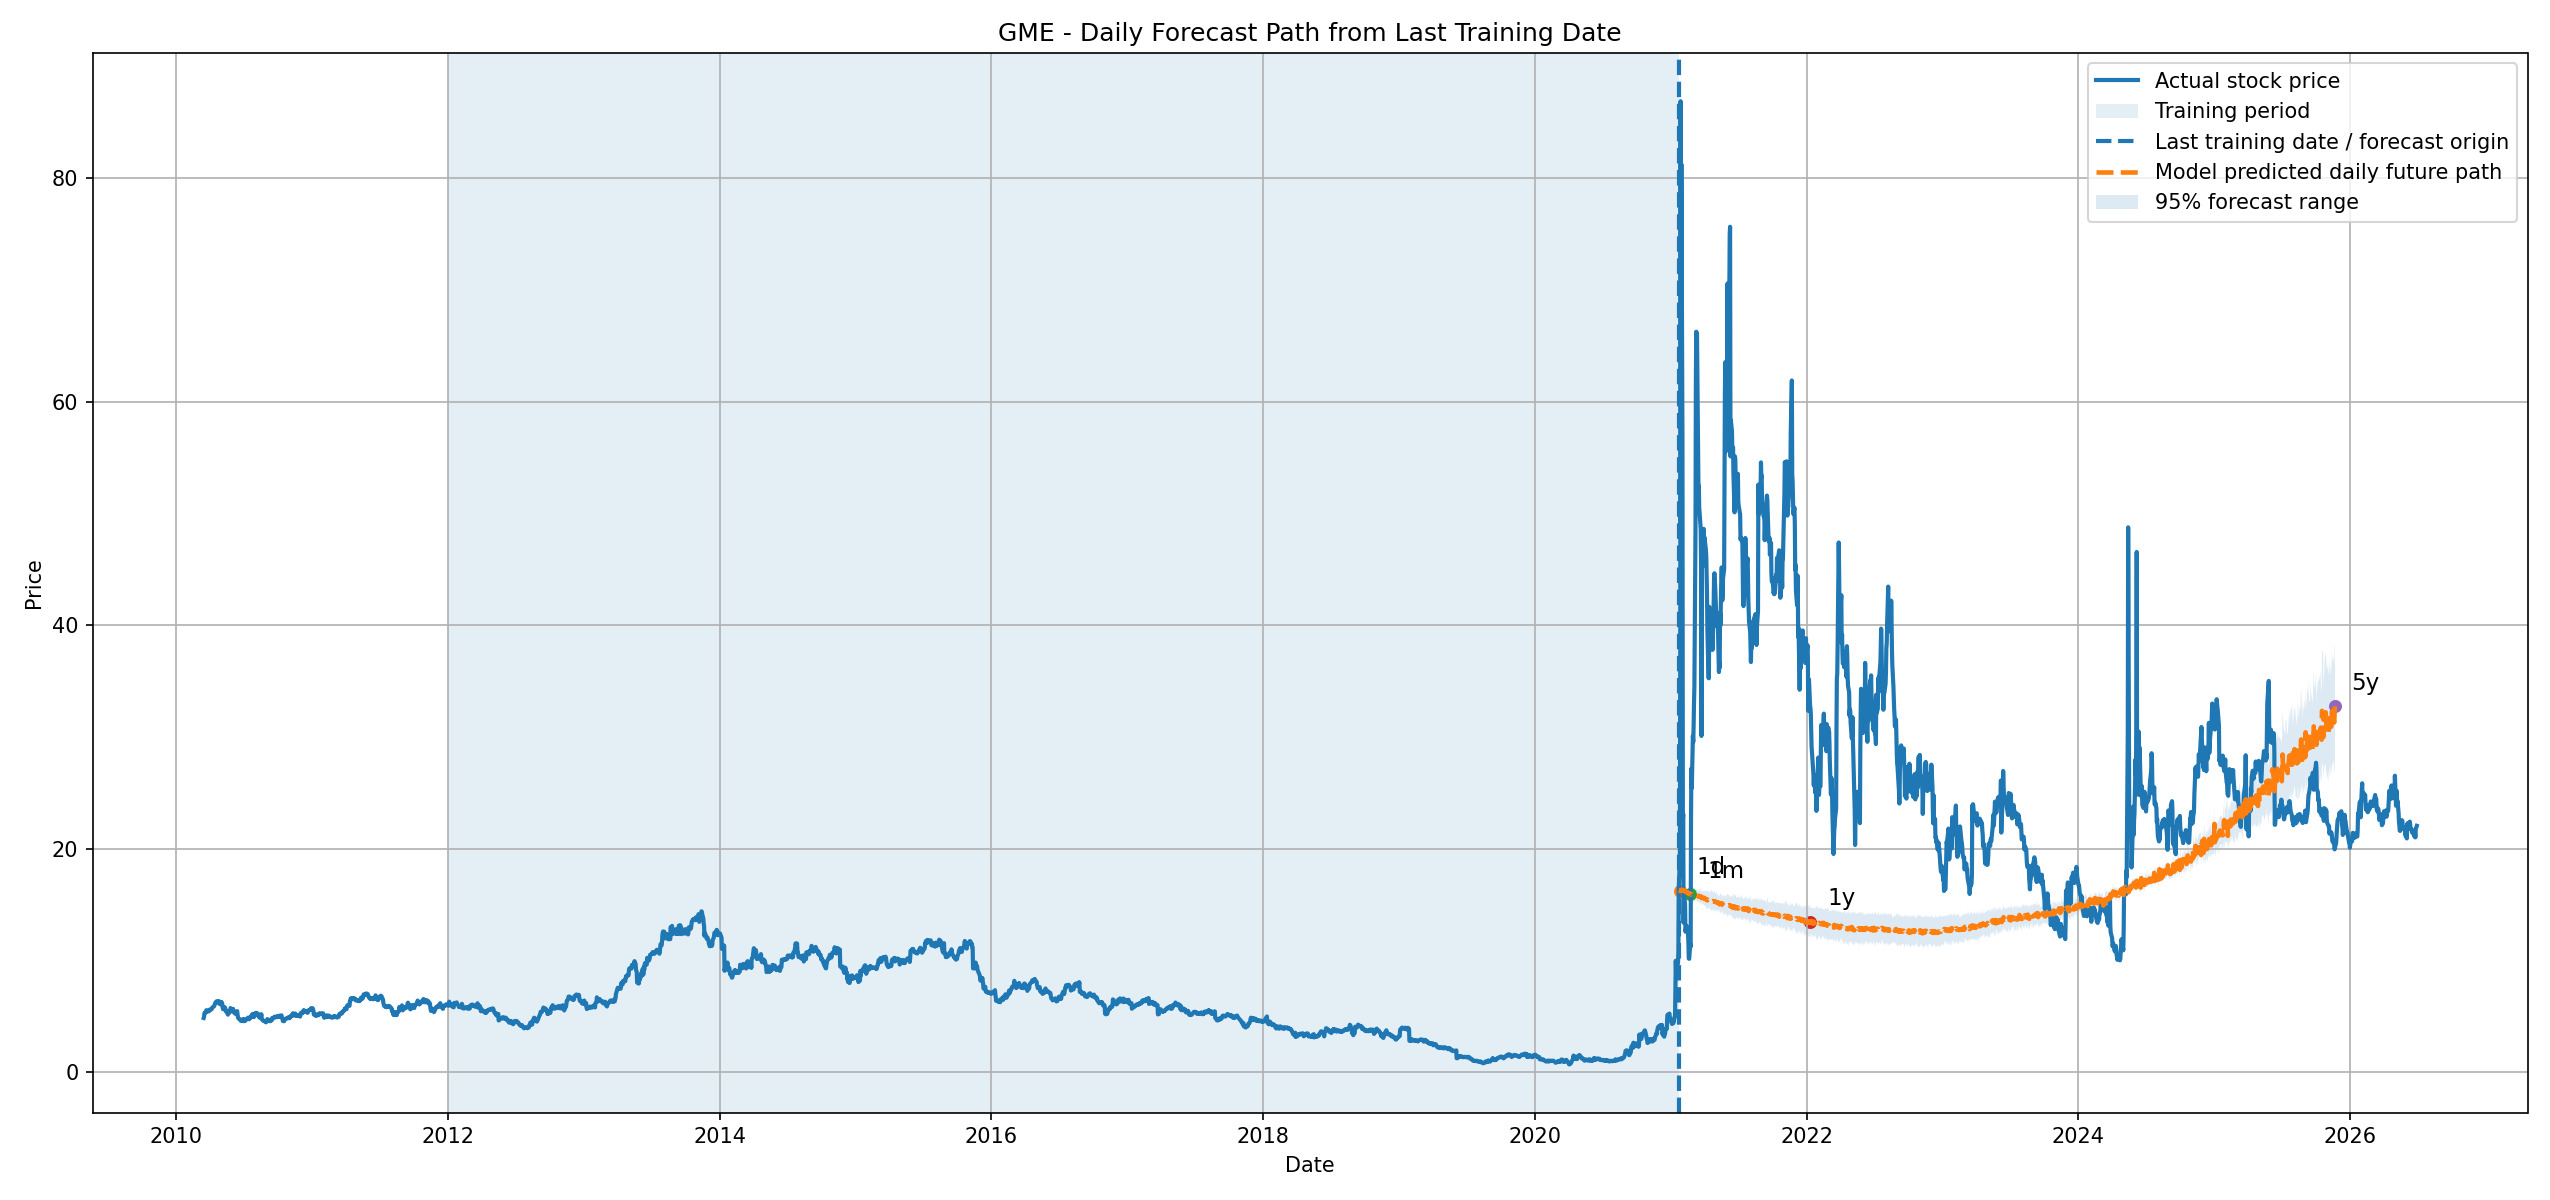 GME - Daily Forecast Path from Last Training Date
Actual stock price
Training period
Last training date / forecast origin
Model predicted daily future path
95% forecast range
Price
80
60
40
20
0
1d
1m
1y
5y
2010 2012 2014 2016 2018 2020 2022 2024 2026
Date